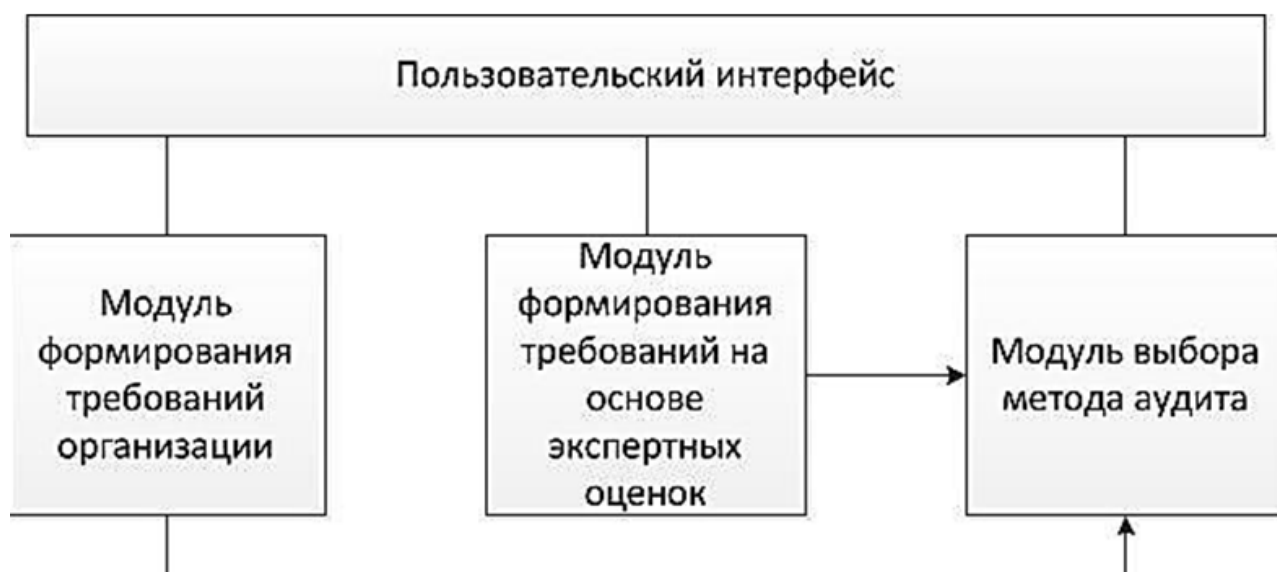 Пользовательский интерфейс
Модуль
формирования
требований
организации
Модуль
формирования
требований на
основе
экспертных
оценок
Модуль выбора
метода аудита